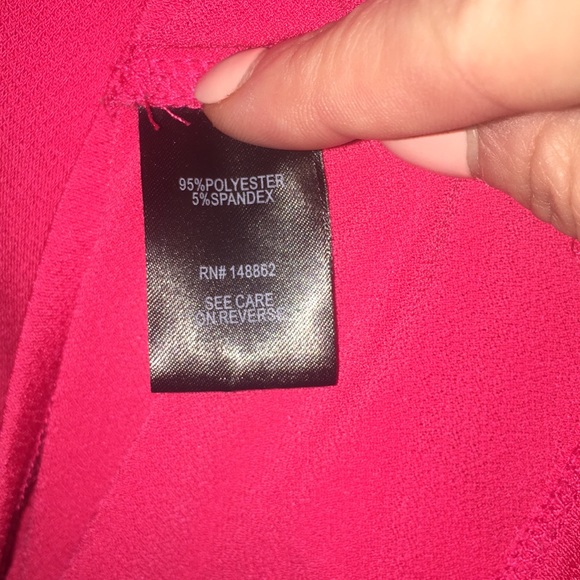 95%POLYESTER
5%SPANDEX
RN# 148862
SEE CARE
ON REVERSE